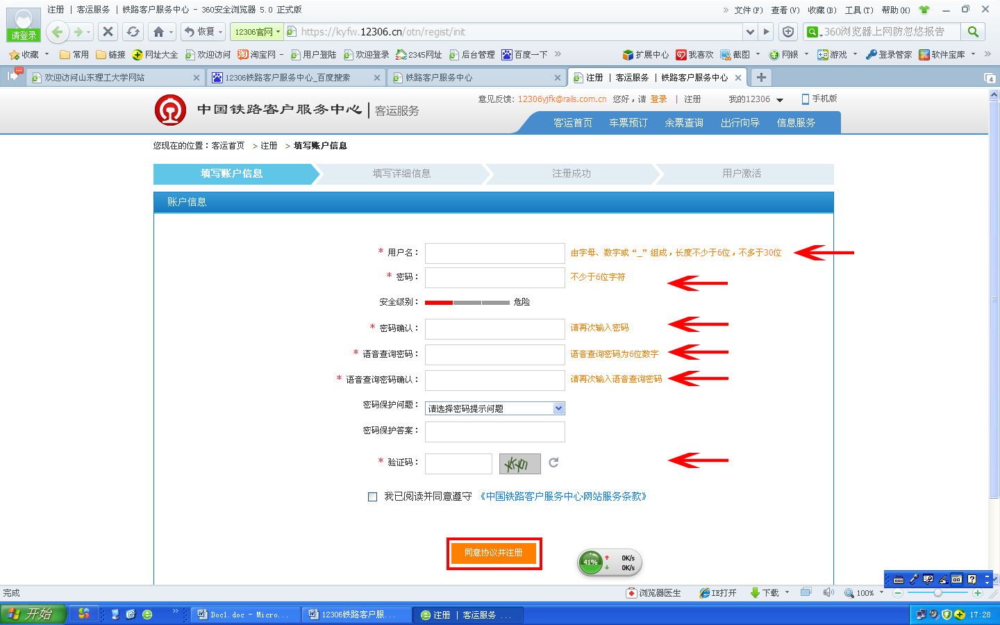 注册 | 客运服务 | 铁路客户服务中心 - 360安全浏览器 5.0 正式版
» 文件(F) 查看(V) 收藏(B) 工具(T) 帮助(H)
请登录
恢复
12306官网
https://kyfw.12306.cn/otn/regist/init
360浏览器上网防忽悠报告
收藏 常用 链接 网址大全 欢迎访问 淘宝网 - 用户登陆 欢迎登录 2345网址 后台管理 百度一下 » 扩展中心 我喜欢 截图 网银 游戏 登录管家 软件宝库 »
欢迎访问山东理工大学网站
12306铁路客户服务中心_百度搜索
铁路客户服务中心
注册 | 客运服务 | 铁路客户服务中心
4
中国铁路客户服务中心 | 客运服务
意见反馈: 12306yjfk@rails.com.cn 您好，请 登录 | 注册 我的12306 手机版
客运首页 车票预订 余票查询 出行向导 信息服务
您现在的位置：客运首页 > 注册 > 填写账户信息
填写账户信息 填写详细信息 注册成功 用户激活
账户信息
* 用户名： 由字母、数字或“_”组成，长度不少于6位，不多于30位
* 密码： 不少于6位字符
安全级别： 危险
* 密码确认： 请再次输入密码
* 语音查询密码： 语音查询密码为6位数字
* 语音查询密码确认： 请再次输入语音查询密码
密码保护问题： 请选择密码提示问题
密码保护答案：
* 验证码：
我已阅读并同意遵守 《中国铁路客户服务中心网站服务条款》
同意协议并注册
41% 0K/s
0K/s
完成
浏览器医生 IE打开 下载 100%
开始
»
Doc1.doc - Micro...
12306铁路客户服...
注册 | 客运服务 ...
17:28